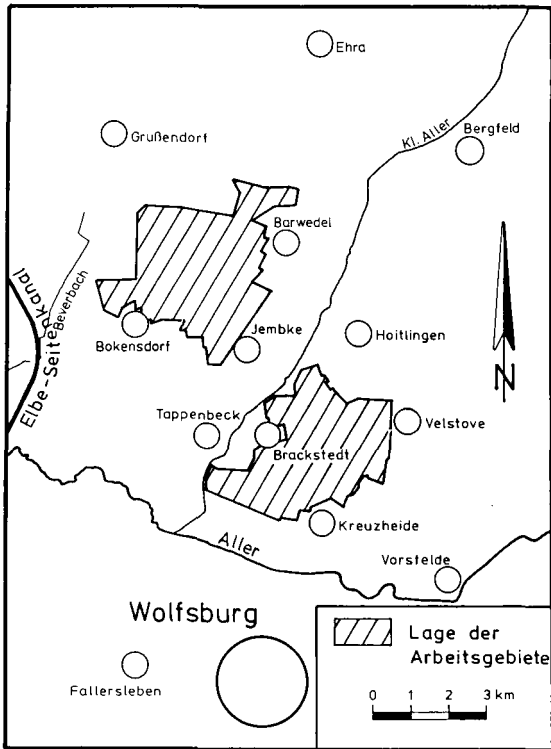 Ehra
Grußendorf
Kl. Aller
Bergfeld
Barwedel
Elbe-Seitenkanal
Beverbach
Bokensdorf
Jembke
Hoitlingen
N
Tappenbeck
Brackstedt
Velstove
Kreuzheide
Aller
Vorsfelde
Wolfsburg
Fallersleben
Lage der
Arbeitsgebiete
0 1 2 3 km